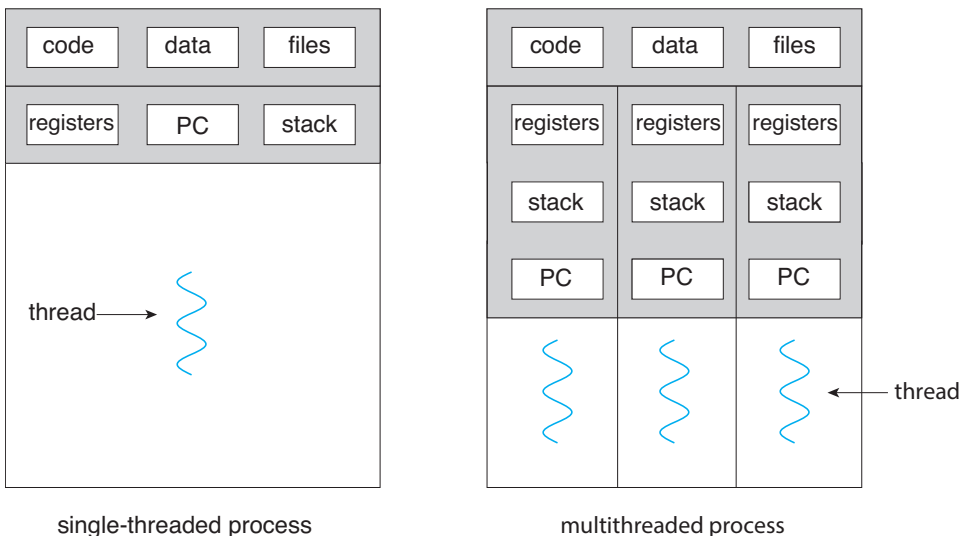 code data files
registers PC stack
thread
single-threaded process
code data files
registers registers registers
stack stack stack
PC PC PC
thread
multithreaded process